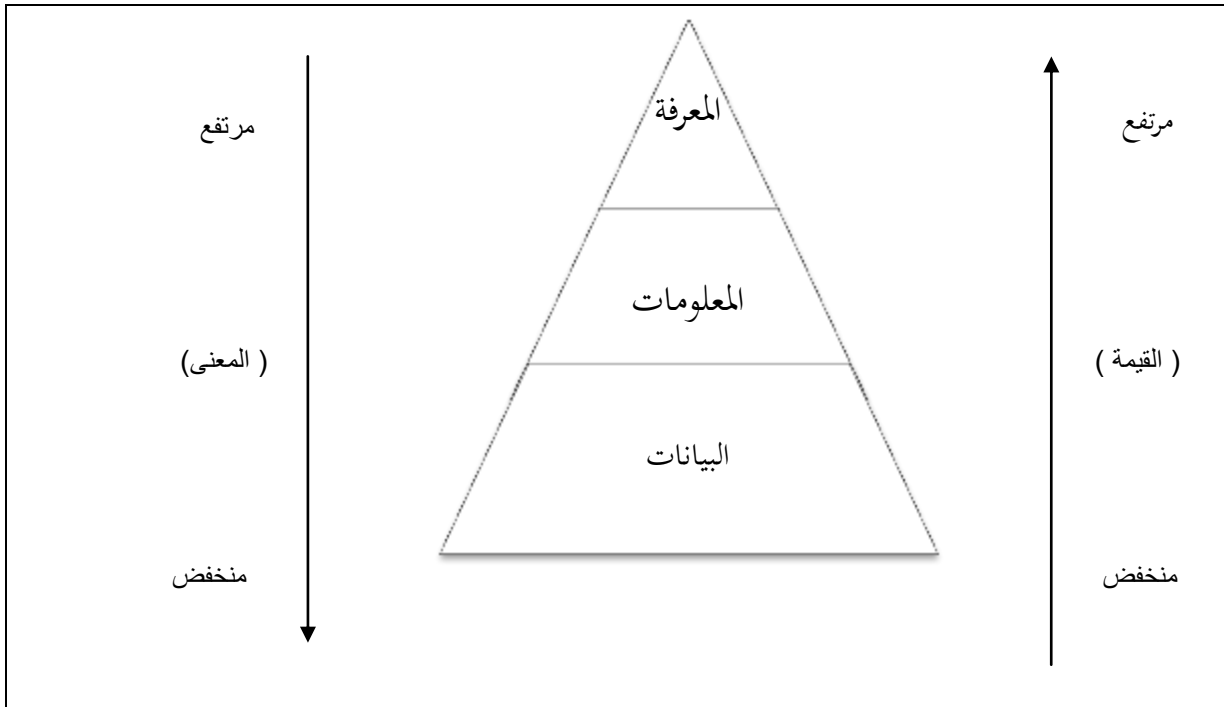 المعرفة
مرتفع
مرتفع
المعلومات
( القيمة )
(المعنى )
البيانات
منخفض
منخفض